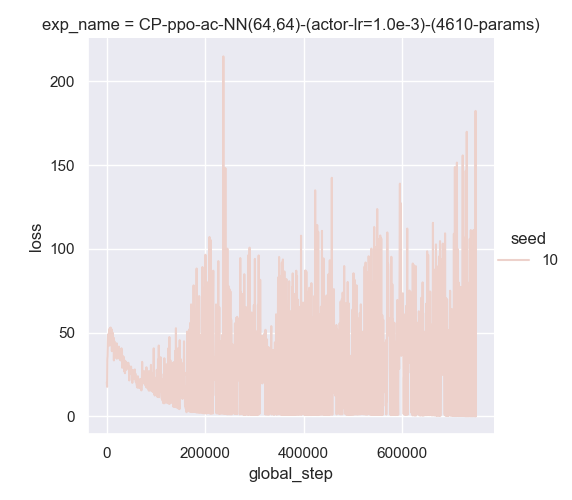 exp_name = CP-ppo-ac-NN(64,64)-(actor-lr=1.0e-3)-(4610-params)
200
150
100
50
0
loss
seed
10
0
200000
400000
600000
global_step